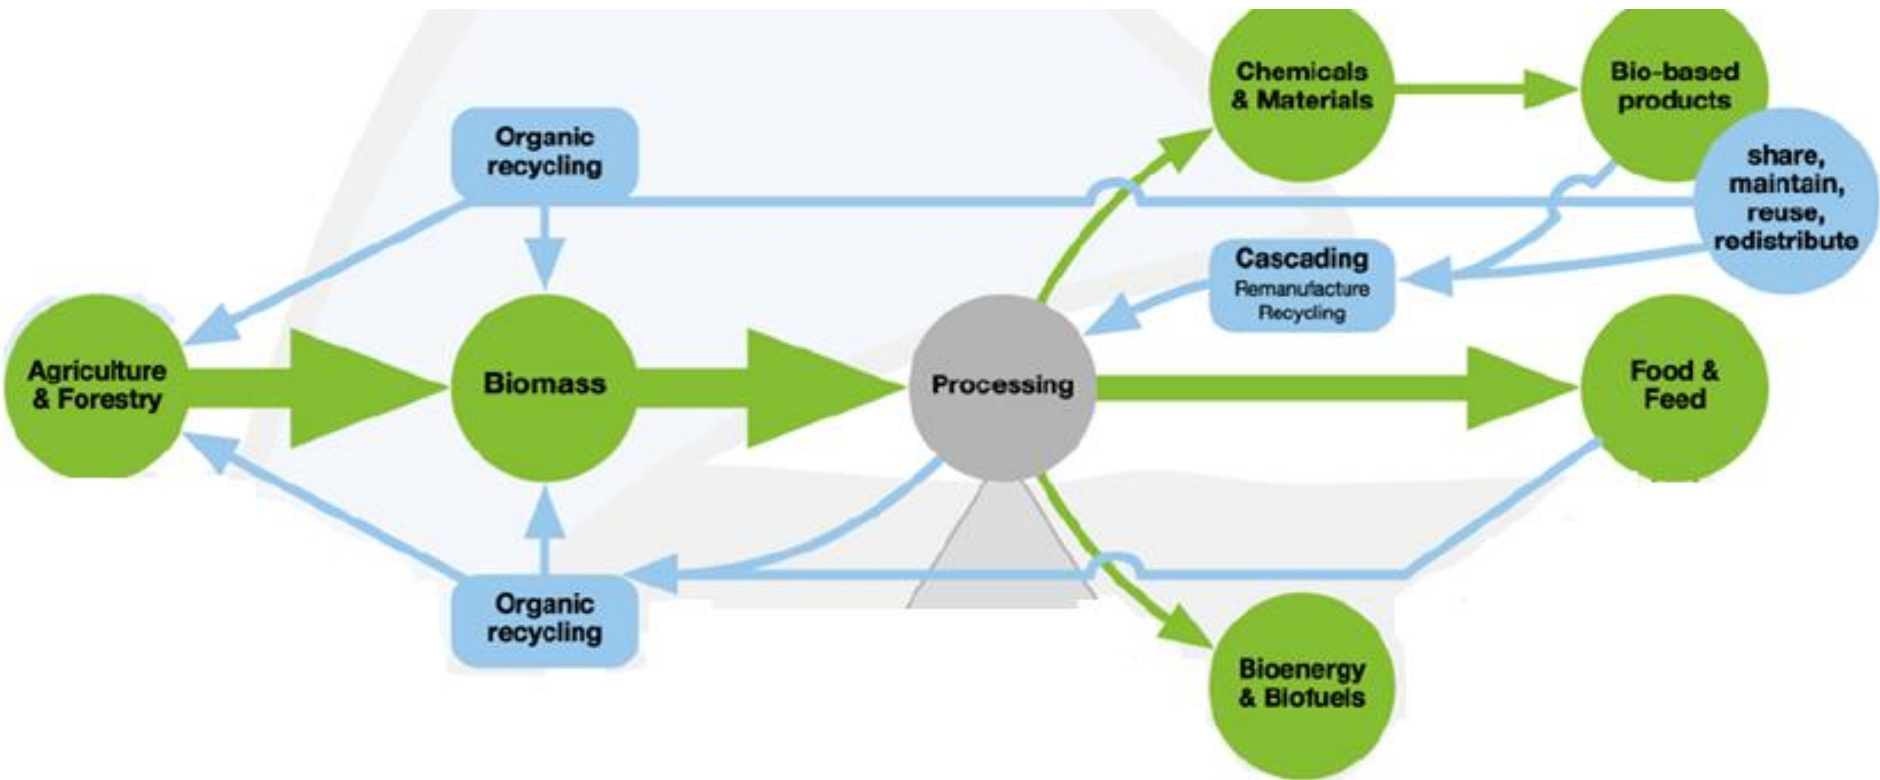 Chemicals
& Materials
Bio-based
products
Organic
recycling
share,
maintain,
reuse,
redistribute
Cascading
Remanufacture
Recycling
Agriculture
& Forestry
Biomass
Processing
Food &
Feed
Organic
recycling
Bioenergy
& Biofuels